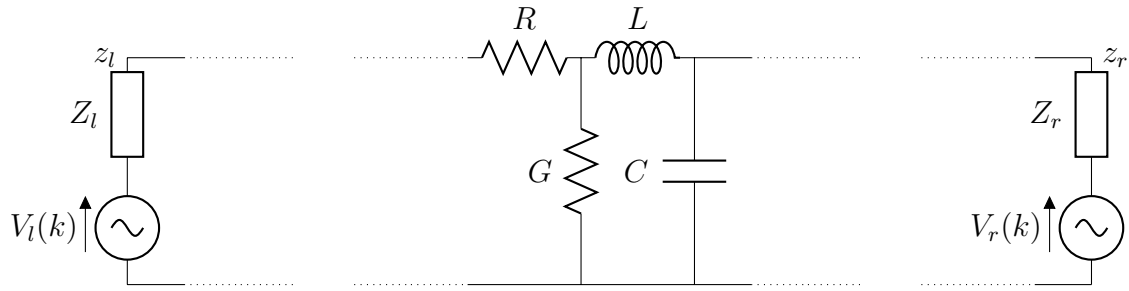 R L
z_l z_r
Z_l Z_r
G C
V_l(k) V_r(k)